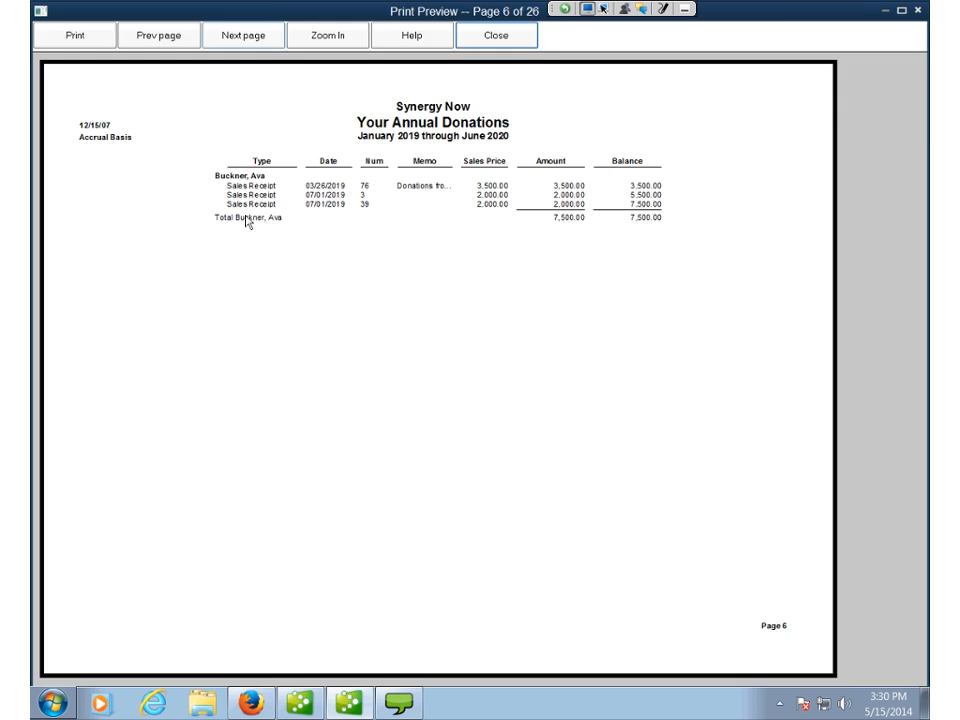 Print Preview -- Page 6 of 26
Print Prev page Next page Zoom In Help Close
Synergy Now
12/15/07 Your Annual Donations
Accrual Basis January 2019 through June 2020
Type Date Num Memo Sales Price Amount Balance
Buckner, Ava
Sales Receipt 03/26/2019 76 Donations fro... 3,500.00 3,500.00 3,500.00
Sales Receipt 07/01/2019 3 2,000.00 2,000.00 5,500.00
Sales Receipt 07/01/2019 39 2,000.00 2,000.00 7,500.00
Total Buckner, Ava 7,500.00 7,500.00
Page 6
3:30 PM
5/15/2014